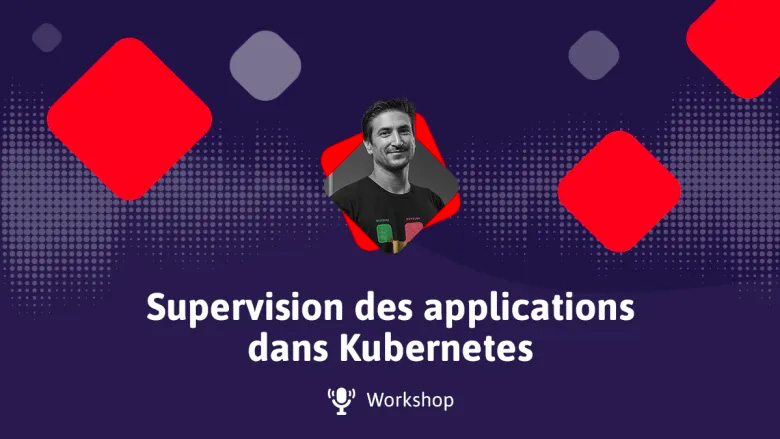 Supervision des applications
dans Kubernetes
Workshop